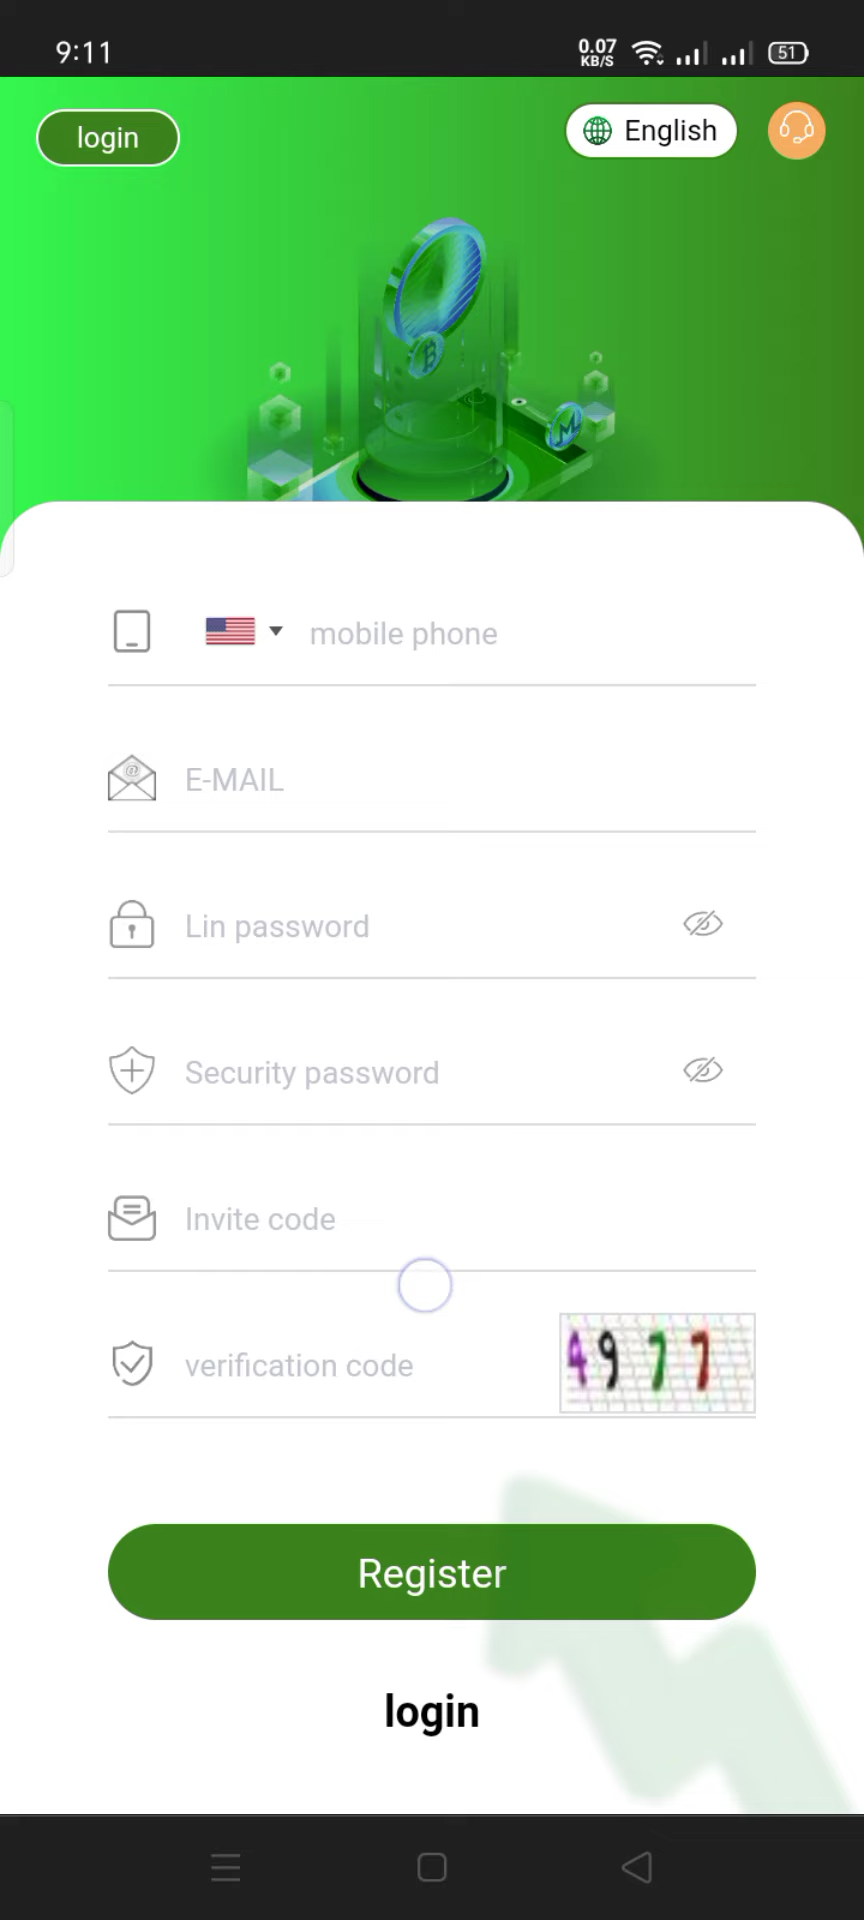 9:11
0.07
KB/S
51
login
English
mobile phone
E-MAIL
Lin password
Security password
Invite code
verification code
4977
Register
login